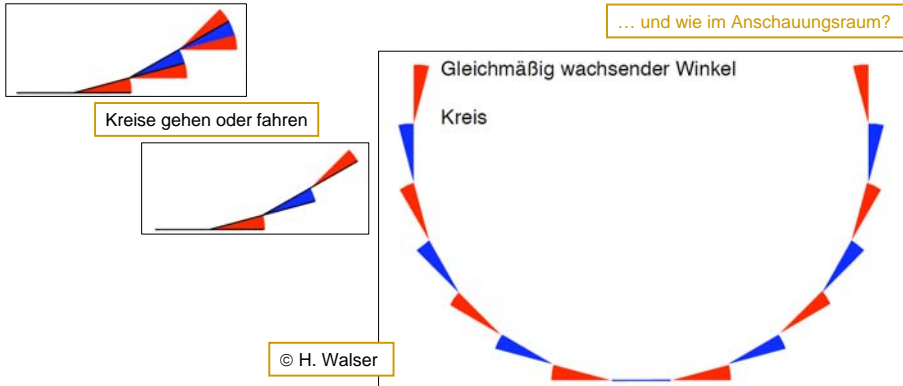 … und wie im Anschauungsraum?
Gleichmäßig wachsender Winkel
Kreis
Kreise gehen oder fahren
© H. Walser